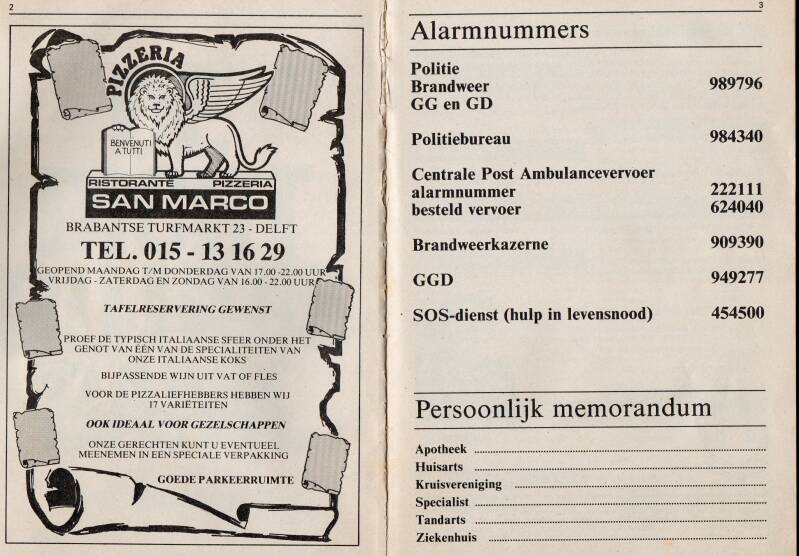 2
PIZZERIA
BENVENUTI
A TUTTI
RISTORANTE PIZZERIA
SAN MARCO
BRABANTSE TURFMARKT 23 - DELFT
TEL. 015 - 13 16 29
GEOPEND MAANDAG T/M DONDERDAG VAN 17.00 -22.00 UUR
VRIJDAG - ZATERDAG EN ZONDAG VAN 16.00 - 22.00 UUR
TAFELRESERVERING GEWENST
PROEF DE TYPISCH ITALIAANSE SFEER ONDER HET
GENOT VAN ÉÉN VAN DE SPECIALITEITEN VAN
ONZE ITALIAANSE KOKS
BIJPASSENDE WIJN UIT VAT OF FLES
VOOR DE PIZZALIEFHEBBERS HEBBEN WIJ
17 VARIËTEITEN
OOK IDEAAL VOOR GEZELSCHAPPEN
ONZE GERECHTEN KUNT U EVENTUEEL
MEENEMEN IN EEN SPECIALE VERPAKKING
GOEDE PARKEERRUIMTE
3
Alarmnummers
Politie
Brandweer 989796
GG en GD
Politiebureau 984340
Centrale Post Ambulancevervoer
alarmnummer 222111
besteld vervoer 624040
Brandweerkazerne 909390
GGD 949277
SOS-dienst (hulp in levensnood) 454500
Persoonlijk memorandum
Apotheek
Huisarts
Kruisvereniging
Specialist
Tandarts
Ziekenhuis